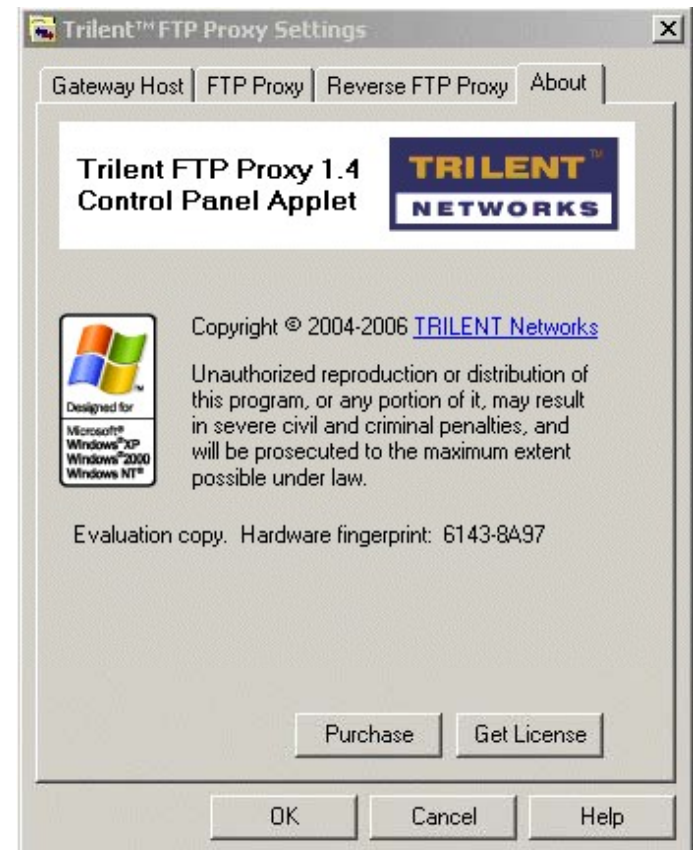 Trilent™ FTP Proxy Settings
Gateway Host FTP Proxy Reverse FTP Proxy About
Trilent FTP Proxy 1.4
Control Panel Applet
TRILENT™
NETWORKS
Copyright © 2004-2006 TRILENT Networks
Unauthorized reproduction or distribution of
this program, or any portion of it, may result
in severe civil and criminal penalties, and
will be prosecuted to the maximum extent
possible under law.
Designed for
Microsoft®
Windows®XP
Windows®2000
Windows NT®
Evaluation copy. Hardware fingerprint: 6143-8A97
Purchase Get License
OK Cancel Help